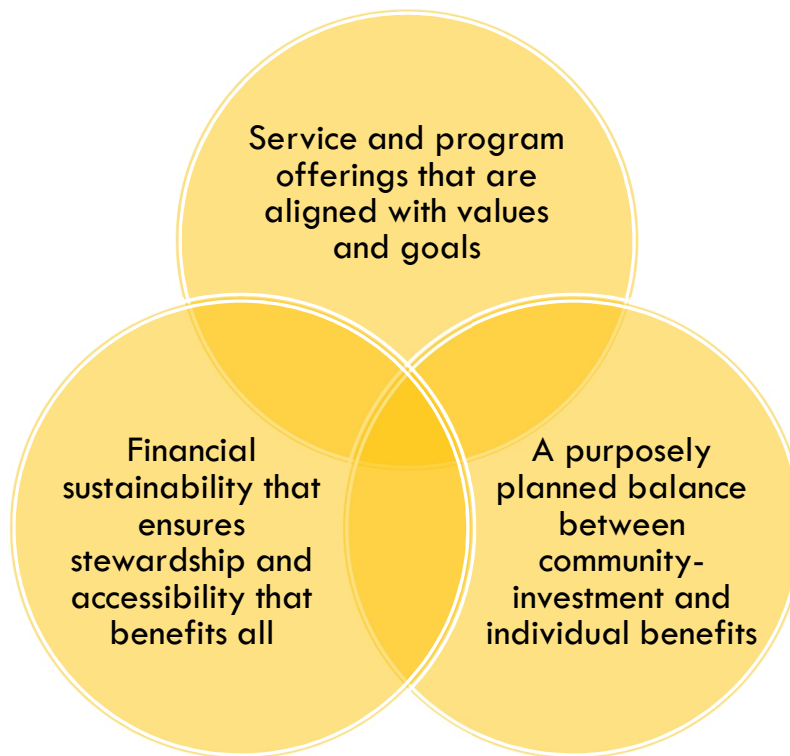 Service and program
offerings that are
aligned with values
and goals
Financial
sustainability that
ensures
stewardship and
accessibility that
benefits all
A purposely
planned balance
between
community-
investment and
individual benefits